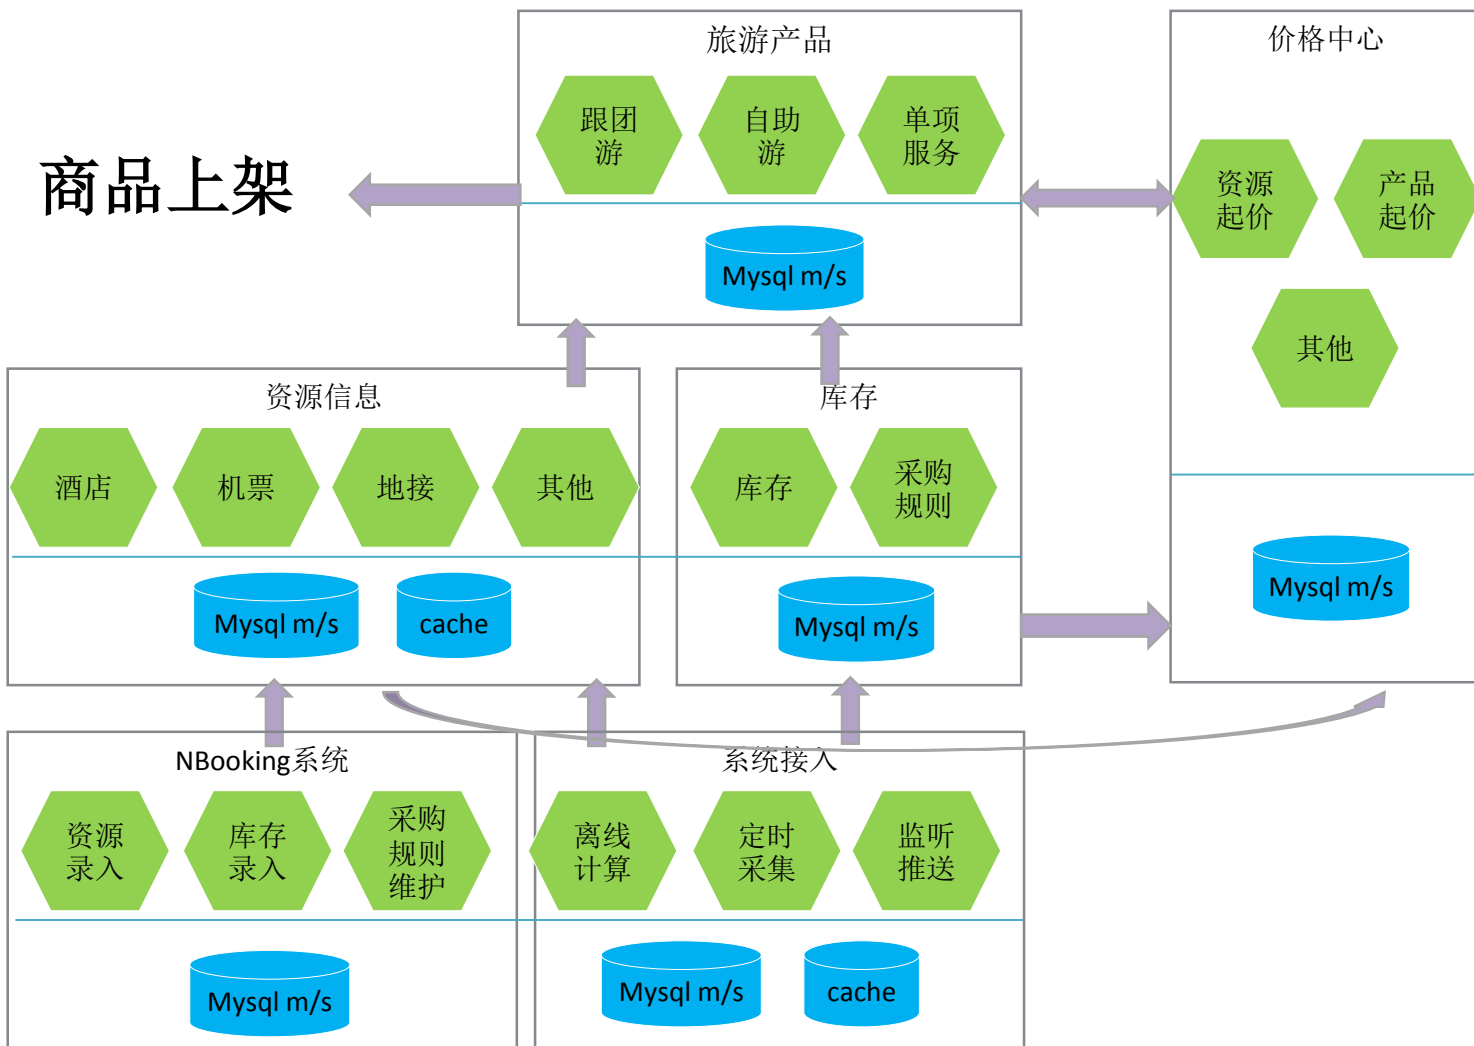 旅游产品
跟团
游
自助
游
单项
服务
Mysql m/s
价格中心
资源
起价
产品
起价
其他
Mysql m/s
商品上架
资源信息
酒店
机票
地接
其他
Mysql m/s
cache
库存
库存
采购
规则
Mysql m/s
NBooking系统
资源
录入
库存
录入
采购
规则
维护
Mysql m/s
系统接入
离线
计算
定时
采集
监听
推送
Mysql m/s
cache